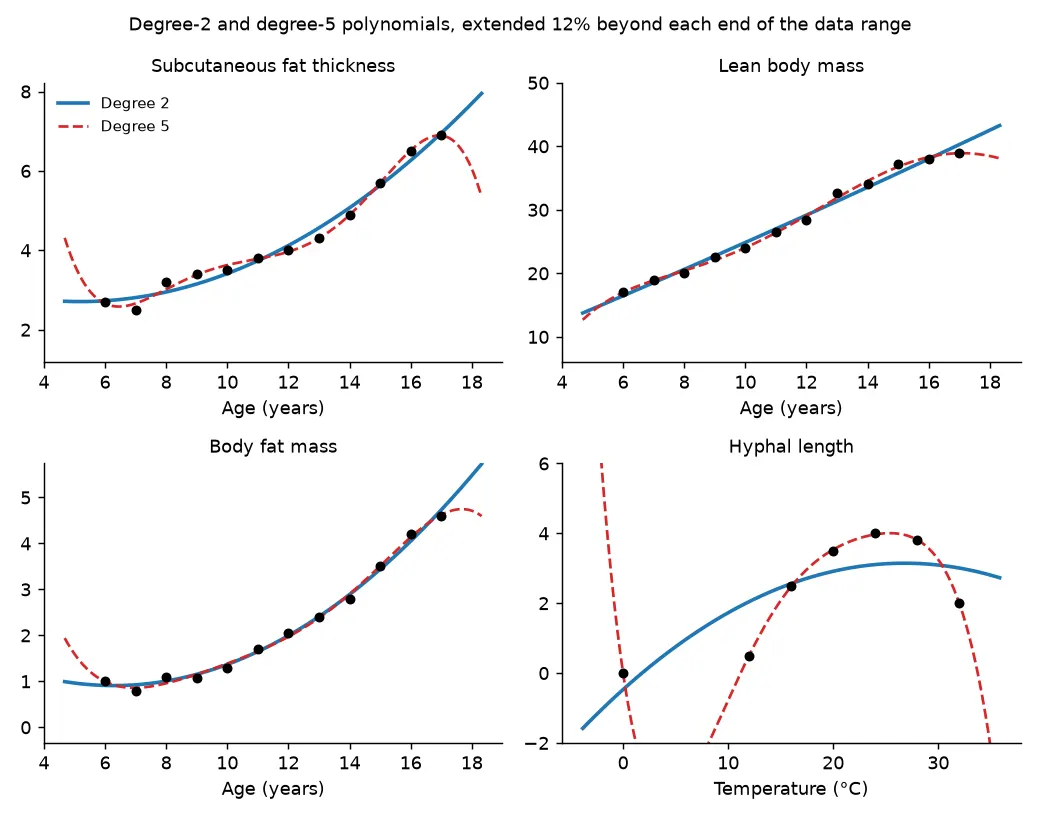 Degree-2 and degree-5 polynomials, extended 12% beyond each end of the data range
Subcutaneous fat thickness
8
6
4
2
Degree 2
Degree 5
4 6 8 10 12 14 16 18
Age (years)
Lean body mass
50
40
30
20
10
4 6 8 10 12 14 16 18
Age (years)
Body fat mass
5
4
3
2
1
0
4 6 8 10 12 14 16 18
Age (years)
Hyphal length
6
4
2
0
−2
0 10 20 30
Temperature (°C)